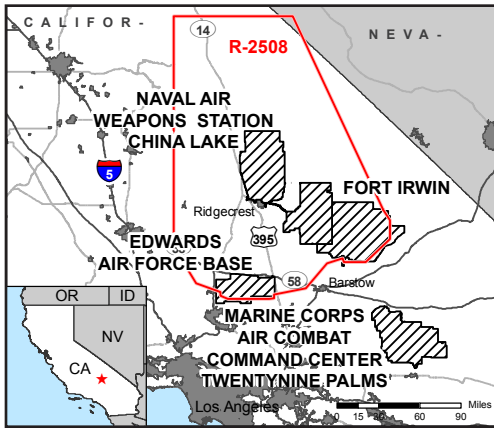 CALIFOR-
NEVA-
14
R-2508
NAVAL AIR
WEAPONS STATION
CHINA LAKE
5
FORT IRWIN
Ridgecrest
395
EDWARDS
AIR FORCE BASE
58
58
Barstow
MARINE CORPS
AIR COMBAT
COMMAND CENTER
TWENTYNINE PALMS
Los Angeles
OR
ID
NV
CA
Miles
0
15
30
60
90